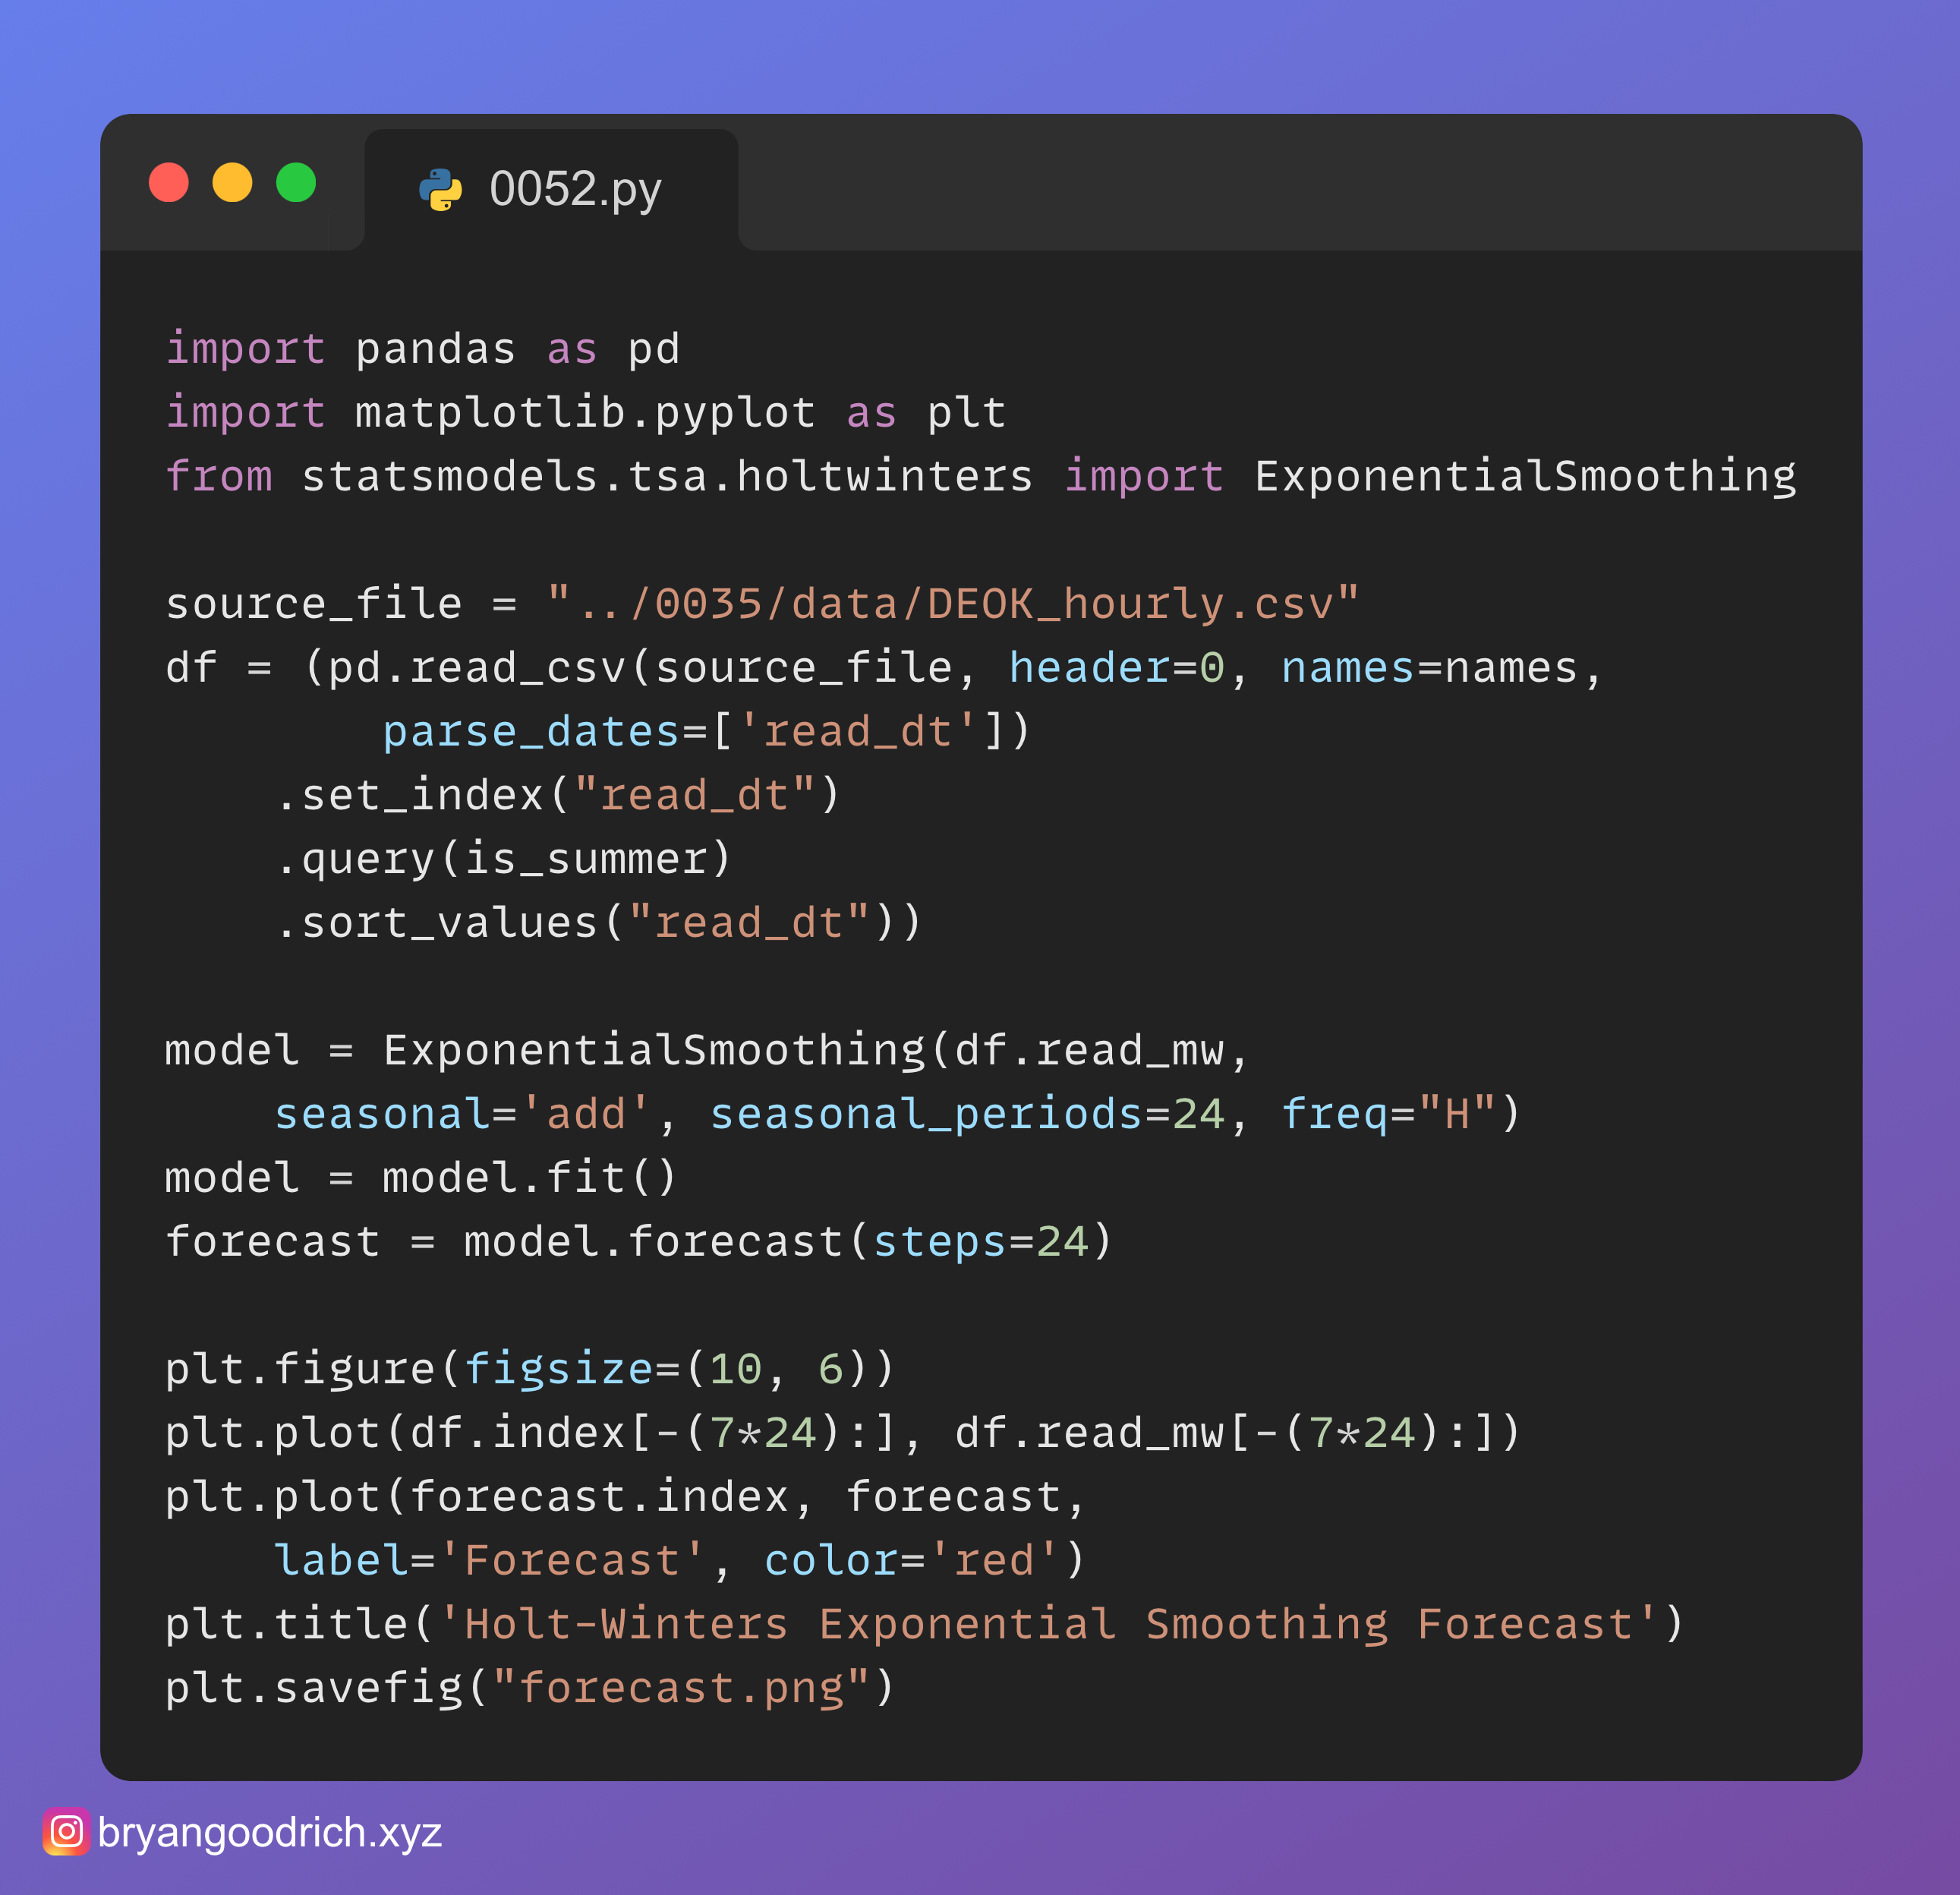 0052.py
import pandas as pd
import matplotlib.pyplot as plt
from statsmodels.tsa.holtwinters import ExponentialSmoothing

source_file = "../0035/data/DEOK_hourly.csv"
df = (pd.read_csv(source_file, header=0, names=names,
        parse_dates=['read_dt'])
    .set_index("read_dt")
    .query(is_summer)
    .sort_values("read_dt"))

model = ExponentialSmoothing(df.read_mw,
    seasonal='add', seasonal_periods=24, freq="H")
model = model.fit()
forecast = model.forecast(steps=24)

plt.figure(figsize=(10, 6))
plt.plot(df.index[-(7*24):], df.read_mw[-(7*24):])
plt.plot(forecast.index, forecast,
    label='Forecast', color='red')
plt.title('Holt-Winters Exponential Smoothing Forecast')
plt.savefig("forecast.png")
bryangoodrich.xyz